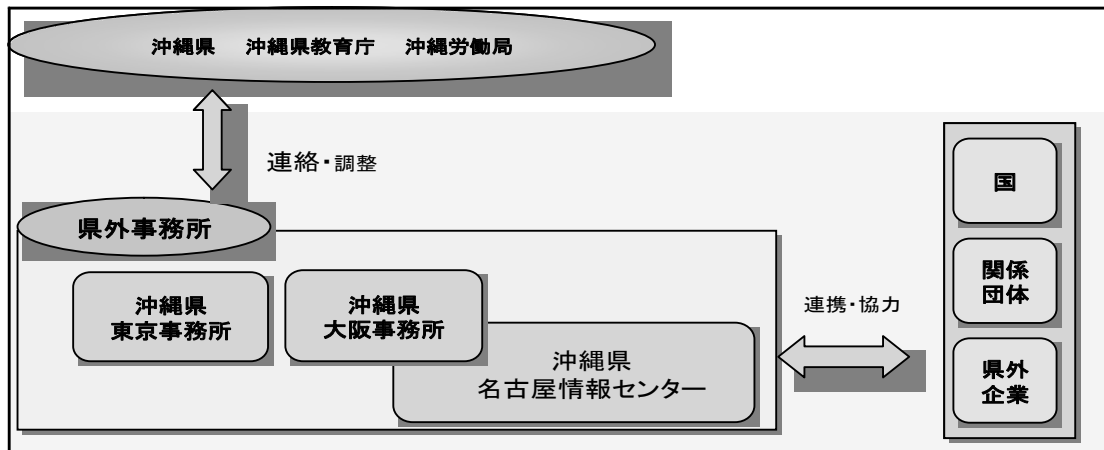 沖縄県 沖縄県教育庁 沖縄労働局
連絡・調整
県外事務所
沖縄県
東京事務所
沖縄県
大阪事務所
沖縄県
名古屋情報センター
連携・協力
国
関係
団体
県外
企業